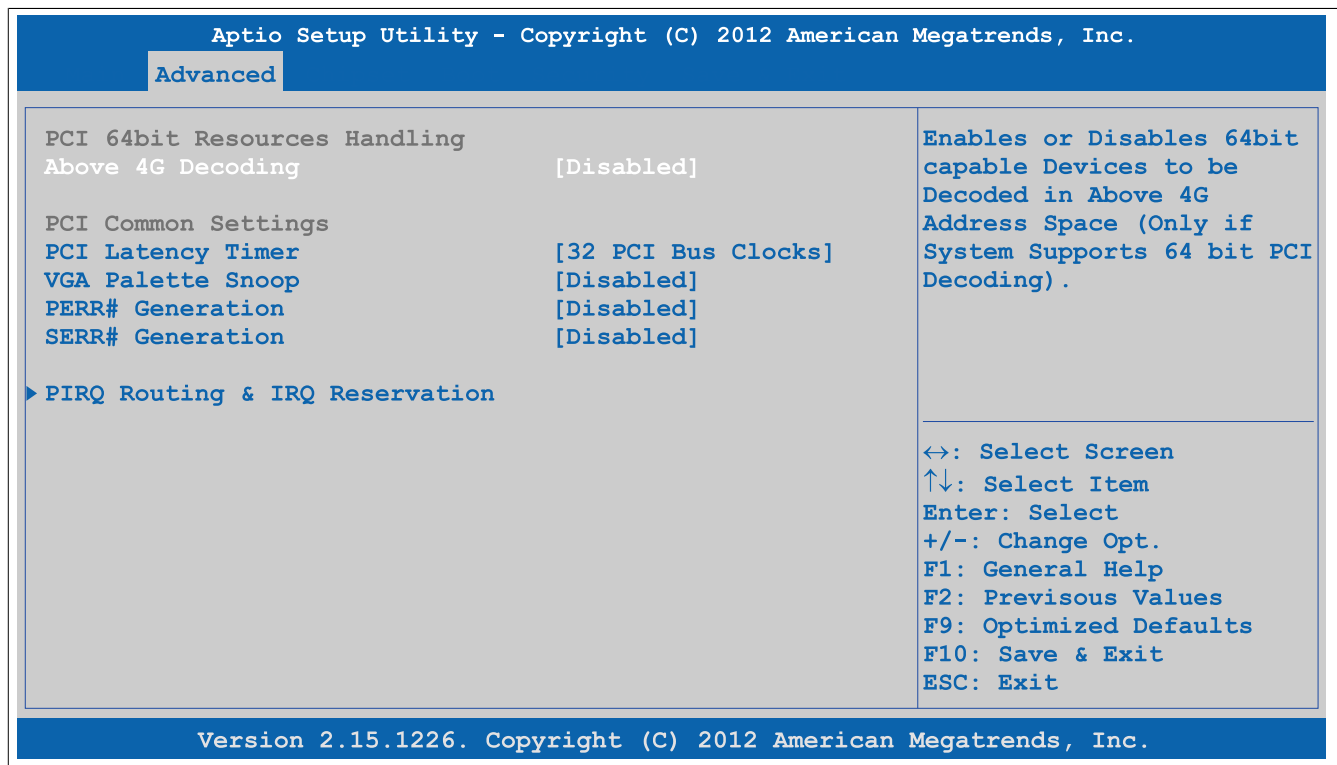 Aptio Setup Utility - Copyright (C) 2012 American Megatrends, Inc.
Advanced
PCI 64bit Resources Handling
Above 4G Decoding [Disabled]
PCI Common Settings
PCI Latency Timer [32 PCI Bus Clocks]
VGA Palette Snoop [Disabled]
PERR# Generation [Disabled]
SERR# Generation [Disabled]
PIRQ Routing & IRQ Reservation
Enables or Disables 64bit
capable Devices to be
Decoded in Above 4G
Address Space (Only if
System Supports 64 bit PCI
Decoding).
↔: Select Screen
↑↓: Select Item
Enter: Select
+/-: Change Opt.
F1: General Help
F2: Previsous Values
F9: Optimized Defaults
F10: Save & Exit
ESC: Exit
Version 2.15.1226. Copyright (C) 2012 American Megatrends, Inc.